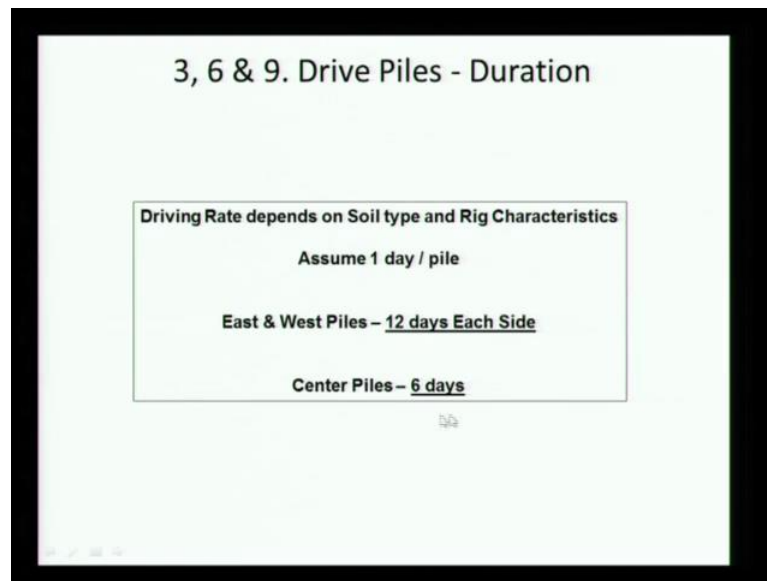 3, 6 & 9. Drive Piles - Duration
Driving Rate depends on Soil type and Rig Characteristics
Assume 1 day / pile
East & West Piles – 12 days Each Side
Center Piles – 6 days